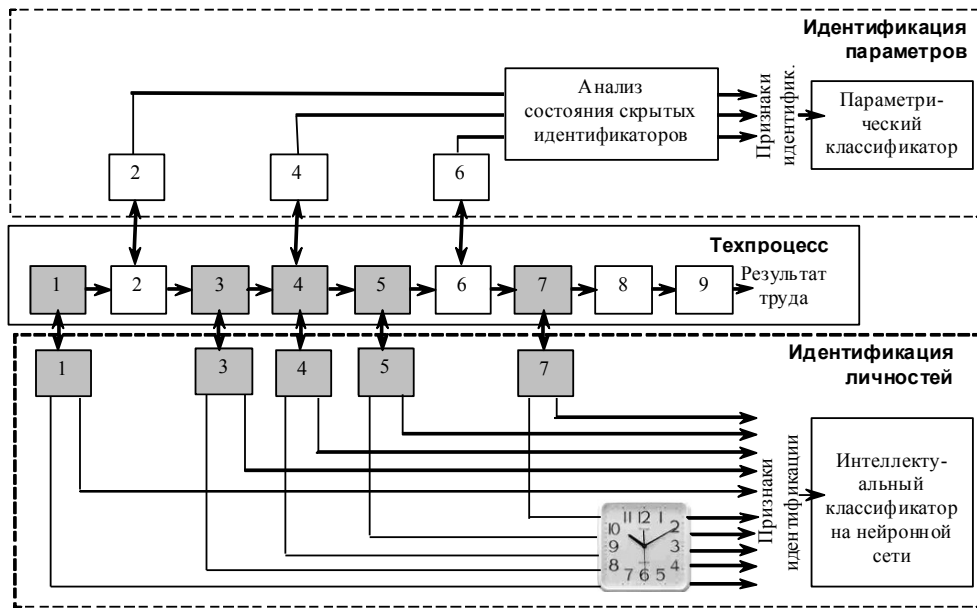 Идентификация
параметров
Анализ
состояния скрытых
идентификаторов
Признаки
идентифик.
Параметри-
ческий
классификатор
2
4
6
Техпроцесс
1
2
3
4
5
6
7
8
9
Результат
труда
Идентификация
личностей
1
3
4
5
7
Признаки
идентификации
Интеллекту-
альный
классификатор
на нейронной
сети
11 12 1
10 2
9 3
8 4
7 6 5